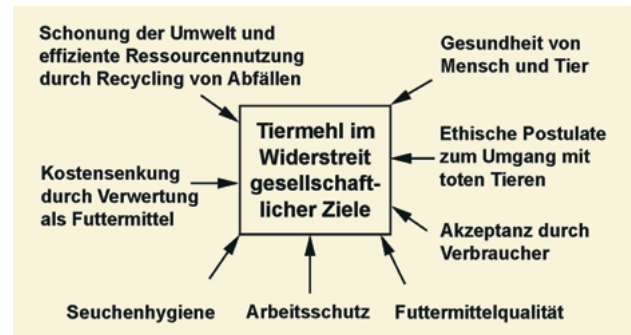 Schonung der Umwelt und
effiziente Ressourcennutzung
durch Recycling von Abfällen
Gesundheit von
Mensch und Tier
Tiermehl im
Widerstreit
gesellschaft-
licher Ziele
Ethische Postulate
zum Umgang mit
toten Tieren
Kostensenkung
durch Verwertung
als Futtermittel
Akzeptanz durch
Verbraucher
Seuchenhygiene
Arbeitsschutz
Futtermittelqualität